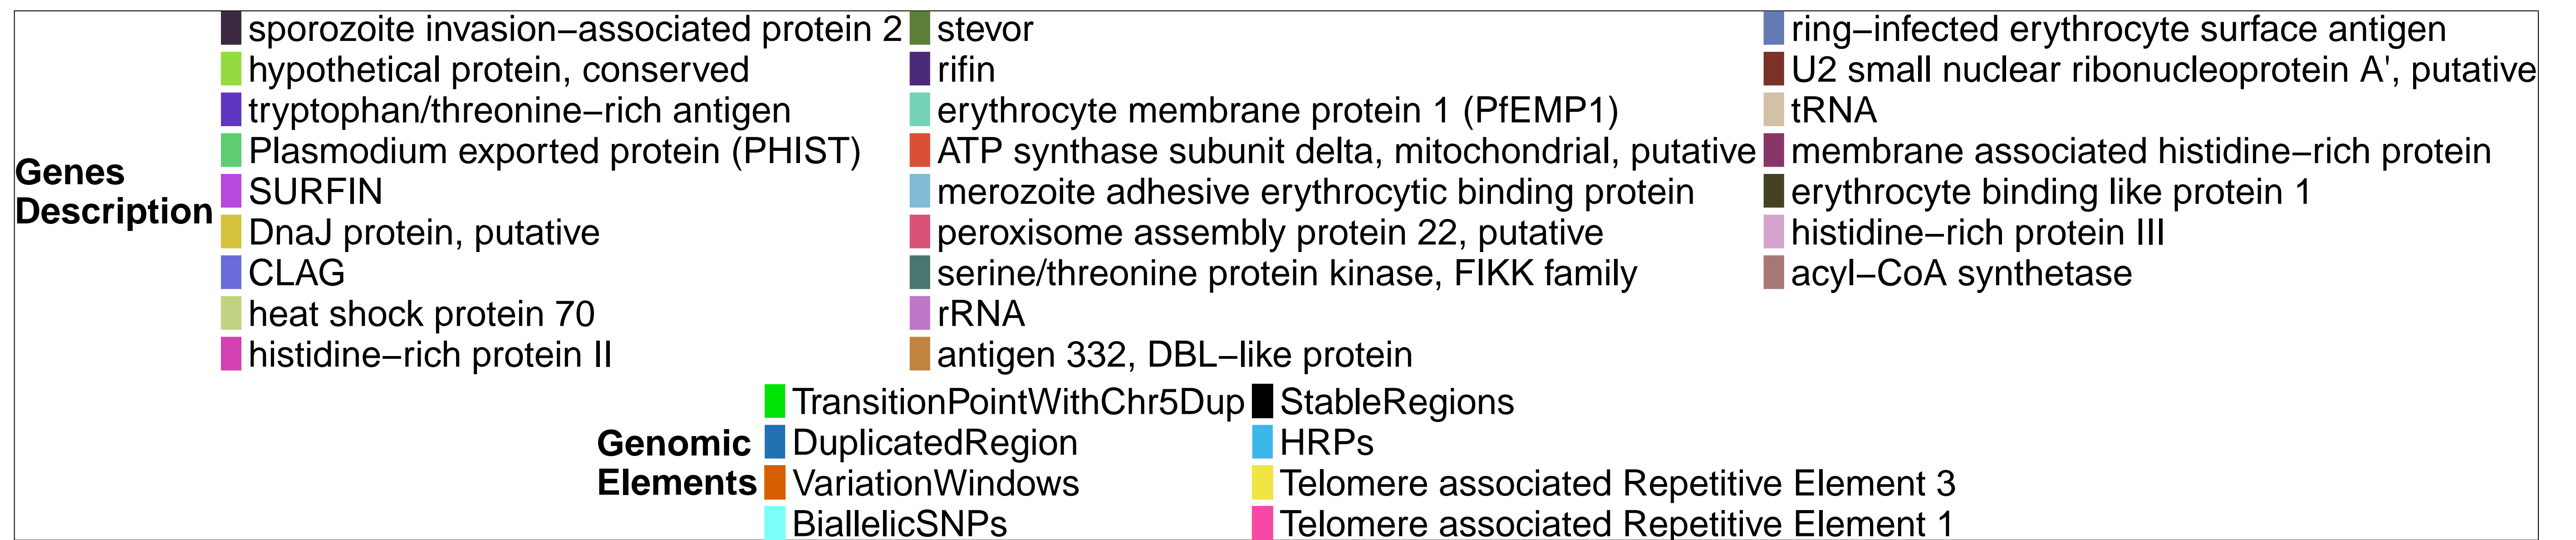 Genes
Description
sporozoite invasion−associated protein 2
hypothetical protein, conserved
tryptophan/threonine−rich antigen
Plasmodium exported protein (PHIST)
SURFIN
DnaJ protein, putative
CLAG
heat shock protein 70
histidine−rich protein II
stevor
rifin
erythrocyte membrane protein 1 (PfEMP1)
ATP synthase subunit delta, mitochondrial, putative
merozoite adhesive erythrocytic binding protein
peroxisome assembly protein 22, putative
serine/threonine protein kinase, FIKK family
rRNA
antigen 332, DBL−like protein
ring−infected erythrocyte surface antigen
U2 small nuclear ribonucleoprotein A', putative
tRNA
membrane associated histidine−rich protein
erythrocyte binding like protein 1
histidine−rich protein III
acyl−CoA synthetase
Genomic
Elements
TransitionPointWithChr5Dup
DuplicatedRegion
VariationWindows
BiallelicSNPs
StableRegions
HRPs
Telomere associated Repetitive Element 3
Telomere associated Repetitive Element 1